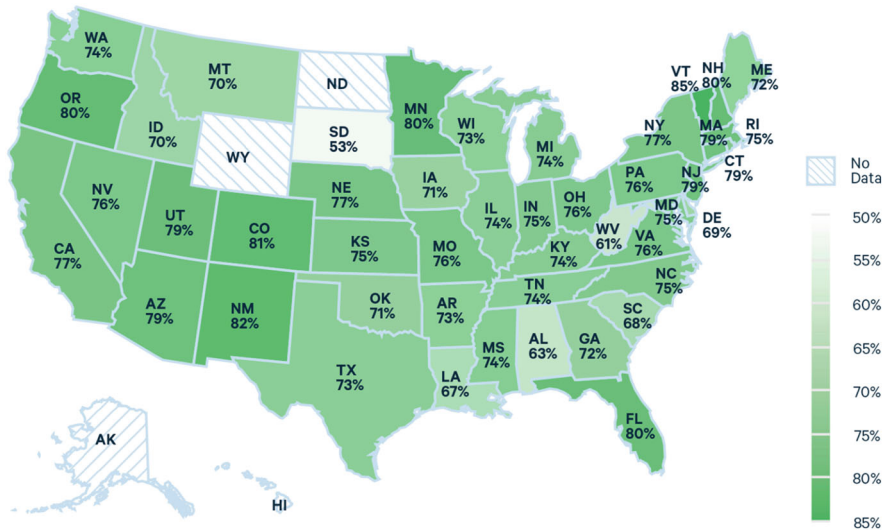 WA
74%
OR
80%
CA
77%
NV
76%
ID
70%
MT
70%
WY
UT
79%
AZ
79%
CO
81%
NM
82%
ND
SD
53%
NE
77%
KS
75%
OK
71%
TX
73%
MN
80%
IA
71%
MO
76%
AR
73%
LA
67%
WI
73%
IL
74%
MI
74%
IN
75%
OH
76%
KY
74%
TN
74%
MS
74%
AL
63%
GA
72%
FL
80%
SC
68%
NC
75%
VA
76%
WV
61%
PA
76%
NY
77%
VT
85%
NH
80%
ME
72%
MA
79%
RI
75%
CT
79%
NJ
79%
MD
75%
DE
69%
AK
HI
No
Data
50%
55%
60%
65%
70%
75%
80%
85%